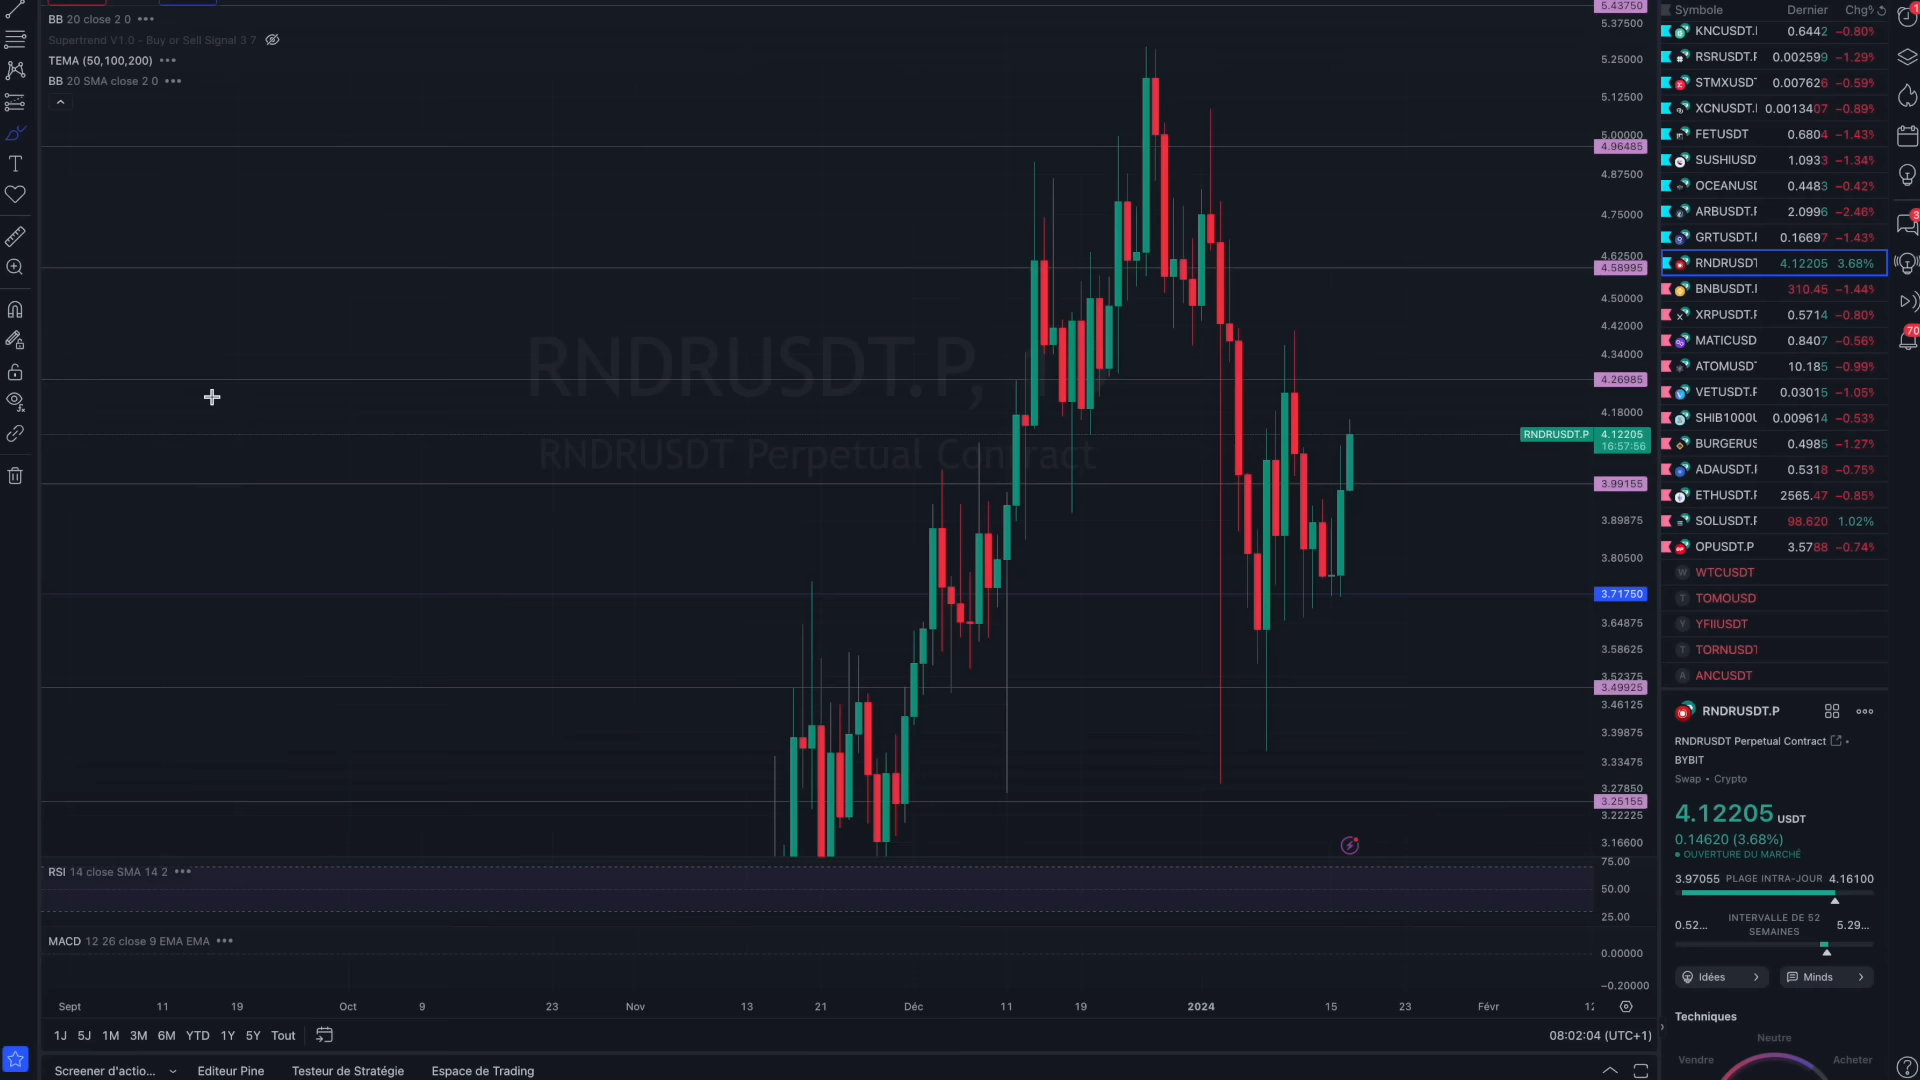 BB 20 close 2 0
Supertrend V1.0 - Buy or Sell Signal 3 7
TEMA (50,100,200)
BB 20 SMA close 2 0
RNDRUSDT.P,
RNDRUSDT Perpetual Contract
5.43750
5.37500
5.25000
5.12500
5.00000
4.96485
4.87500
4.75000
4.62500
4.58995
4.50000
4.42000
4.34000
4.26985
4.18000
RNDRUSDT.P 4.12205
16:57:56
3.99155
3.89875
3.80500
3.71750
3.64875
3.58625
3.52375
3.49925
3.46125
3.39875
3.33475
3.27850
3.25155
3.22225
3.16600
RSI 14 close SMA 14 2
75.00
50.00
25.00
MACD 12 26 close 9 EMA EMA
0.00000
−0.20000
Sept 11 19 Oct 9 23 Nov 13 21 Déc 11 19 2024 15 23 Févr 12
1J 5J 1M 3M 6M YTD 1Y 5Y Tout
08:02:04 (UTC+1)
Screener d'actio... Editeur Pine Testeur de Stratégie Espace de Trading
Symbole Dernier Chg%
KNCUSDT.I 0.6442 −0.80%
RSRUSDT.P 0.002599 −1.29%
STMXUSDT 0.007626 −0.59%
XCNUSDT.I 0.0013407 −0.89%
FETUSDT 0.6804 −1.43%
SUSHIUSD 1.0933 −1.34%
OCEANUSD 0.4483 −0.42%
ARBUSDT.P 2.0996 −2.46%
GRTUSDT.P 0.16697 −1.43%
RNDRUSDT 4.12205 3.68%
BNBUSDT.I 310.45 −1.44%
XRPUSDT.P 0.5714 −0.80%
MATICUSD 0.8407 −0.56%
ATOMUSDT 10.185 −0.99%
VETUSDT.P 0.03015 −1.05%
SHIB1000U 0.009614 −0.53%
BURGERUS 0.4985 −1.27%
ADAUSDT.P 0.5318 −0.75%
ETHUSDT.P 2565.47 −0.85%
SOLUSDT.P 98.620 1.02%
OPUSDT.P 3.5788 −0.74%
W WTCUSDT
T TOMOUSD
Y YFIIUSDT
T TORNUSDT
A ANCUSDT
RNDRUSDT.P
RNDRUSDT Perpetual Contract
BYBIT
Swap • Crypto
4.12205 USDT
0.14620 (3.68%)
OUVERTURE DU MARCHÉ
3.97055 PLAGE INTRA-JOUR 4.16100
0.52... INTERVALLE DE 52 SEMAINES 5.29...
Idées
Minds
Techniques
Neutre
Vendre
Acheter
1
3
70